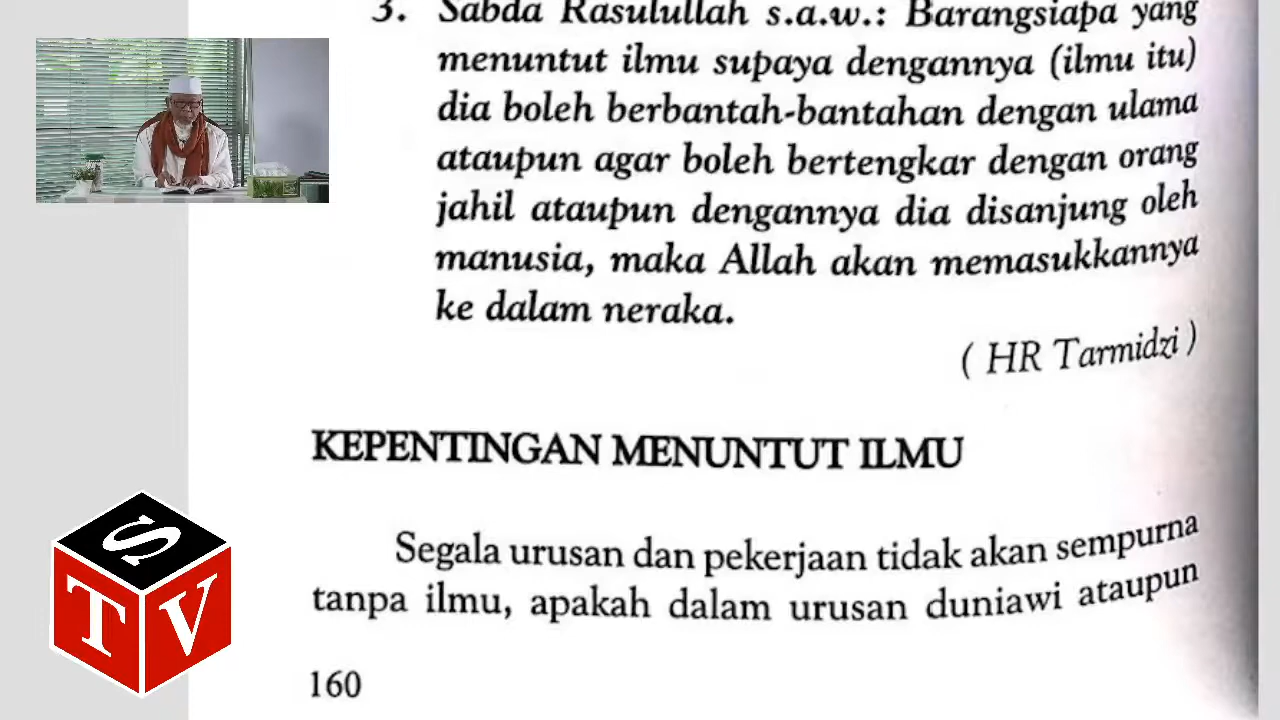 3. Sabda Rasulullah s.a.w.: Barangsiapa yang
menuntut ilmu supaya dengannya (ilmu itu)
dia boleh berbantah-bantahan dengan ulama
ataupun agar boleh bertengkar dengan orang
jahil ataupun dengannya dia disanjung oleh
manusia, maka Allah akan memasukkannya
ke dalam neraka.
( HR Tarmidzi )
KEPENTINGAN MENUNTUT ILMU
Segala urusan dan pekerjaan tidak akan sempurna
tanpa ilmu, apakah dalam urusan duniawi ataupun
160
S
T V